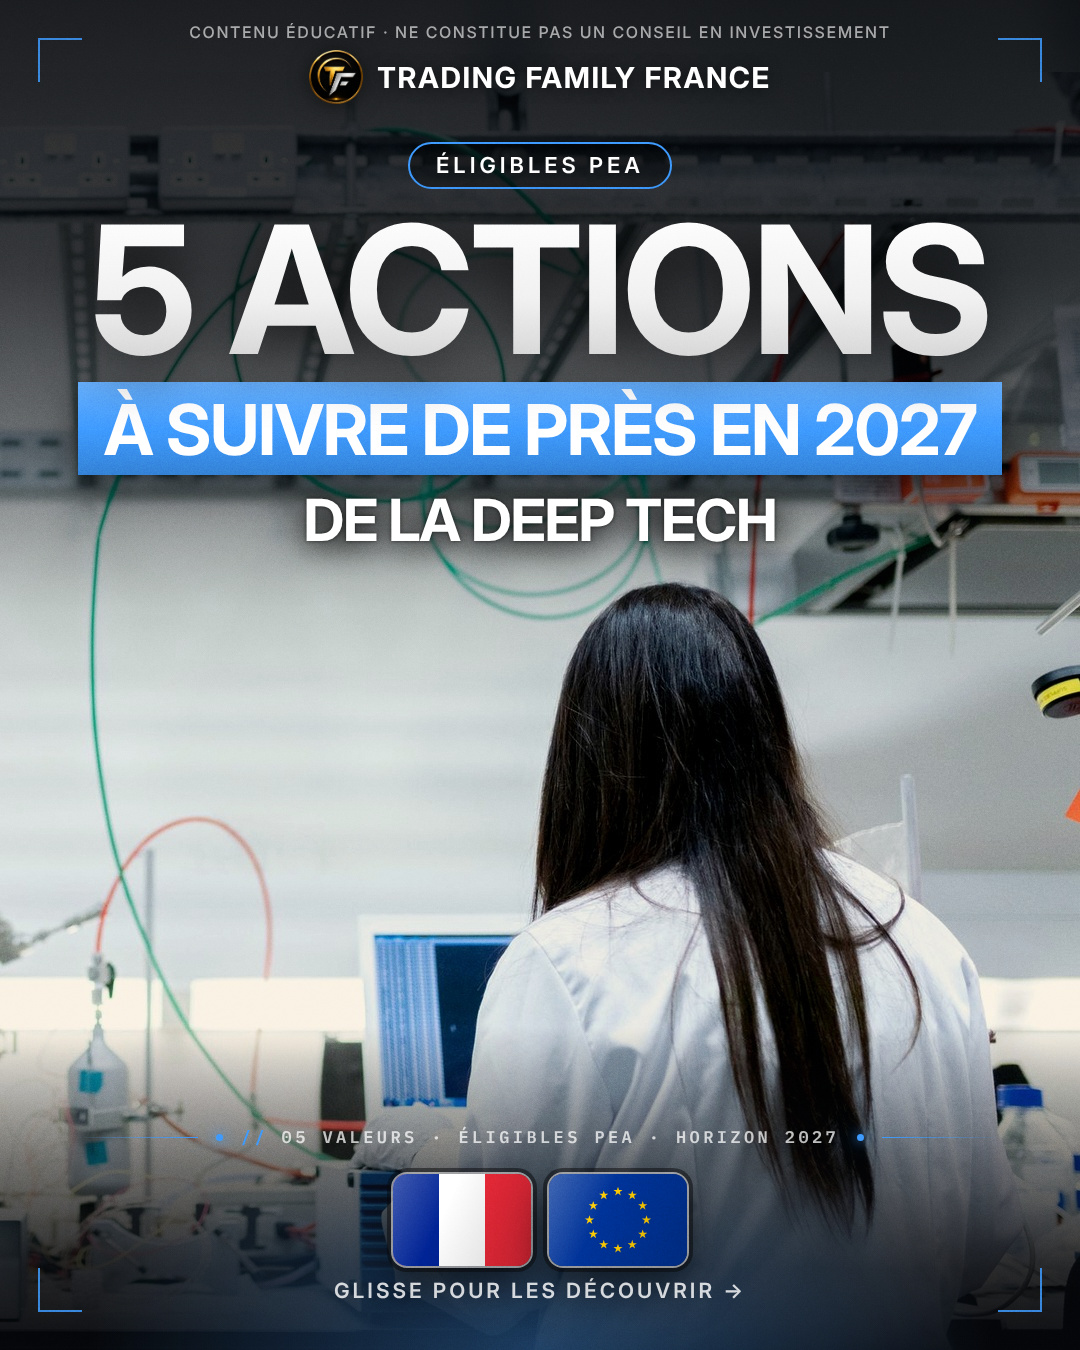 CONTENU ÉDUCATIF · NE CONSTITUE PAS UN CONSEIL EN INVESTISSEMENT
TF TRADING FAMILY FRANCE
ÉLIGIBLES PEA
5 ACTIONS
À SUIVRE DE PRÈS EN 2027
DE LA DEEP TECH
// 05 VALEURS · ÉLIGIBLES PEA · HORIZON 2027
GLISSE POUR LES DÉCOUVRIR →